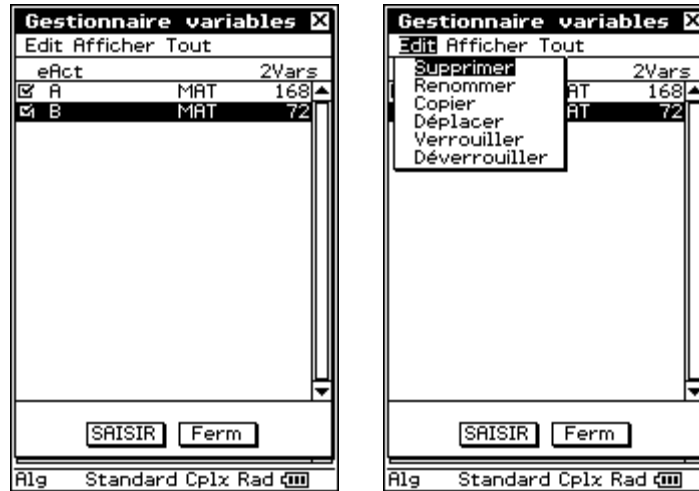 Gestionnaire variables X
Edit Afficher Tout
eAct 2Vars
A MAT 168
B MAT 72
SAISIR Ferm
Alg Standard Cplx Rad
Gestionnaire variables X
Edit Afficher Tout
Supprimer 2Vars
Renommer AT 168
Copier AT 72
Déplacer
Verrouiller
Déverrouiller
SAISIR Ferm
Alg Standard Cplx Rad